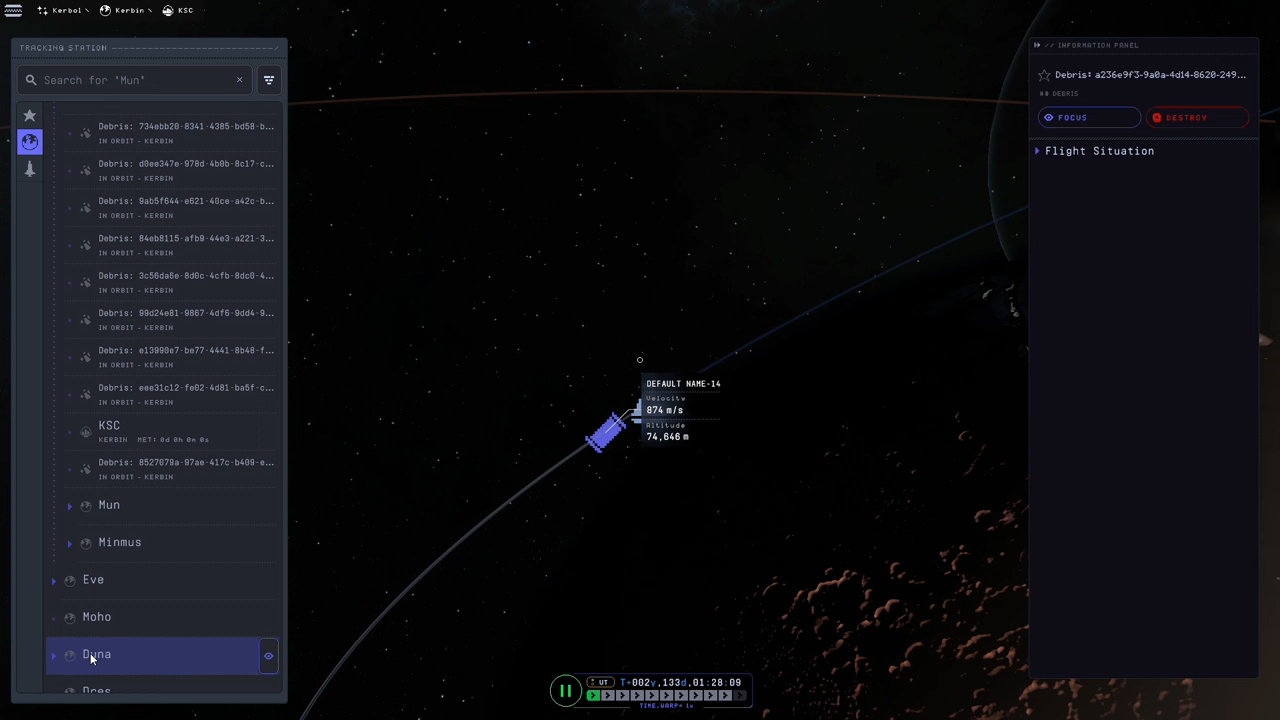 Kerbol \ Kerbin \ KSC
TRACKING STATION
Search for "Mun"
Debris: 734ebb20-8341-4385-bd58-b...
IN ORBIT - KERBIN
Debris: d0ee347e-978d-4b0b-8c17-c...
IN ORBIT - KERBIN
Debris: 9ab5f644-e621-40ce-a42c-b...
IN ORBIT - KERBIN
Debris: 84eb8115-afb9-44e3-a221-3...
IN ORBIT - KERBIN
Debris: 3c56da6e-8d0c-4cfb-8dc0-4...
IN ORBIT - KERBIN
Debris: 99d24e81-9867-4df6-9dd4-9...
IN ORBIT - KERBIN
Debris: e13990e7-be77-4441-8b48-f...
IN ORBIT - KERBIN
Debris: eee31c12-fe02-4d81-ba5f-c...
IN ORBIT - KERBIN
KSC
KERBIN MET: 0d 0h 0m 0s
Debris: 8527079a-97ae-417c-b409-e...
IN ORBIT - KERBIN
Mun
Minmus
Eve
Moho
Duna
Dres
DEFAULT NAME-14
Velocity
874 m/s
Altitude
74,646 m
UT T+002y,133d,01:28:09
TIME.WARP= 1x
// INFORMATION PANEL
Debris: a236e9f3-9a0a-4d14-8620-249...
DEBRIS
FOCUS
DESTROY
Flight Situation